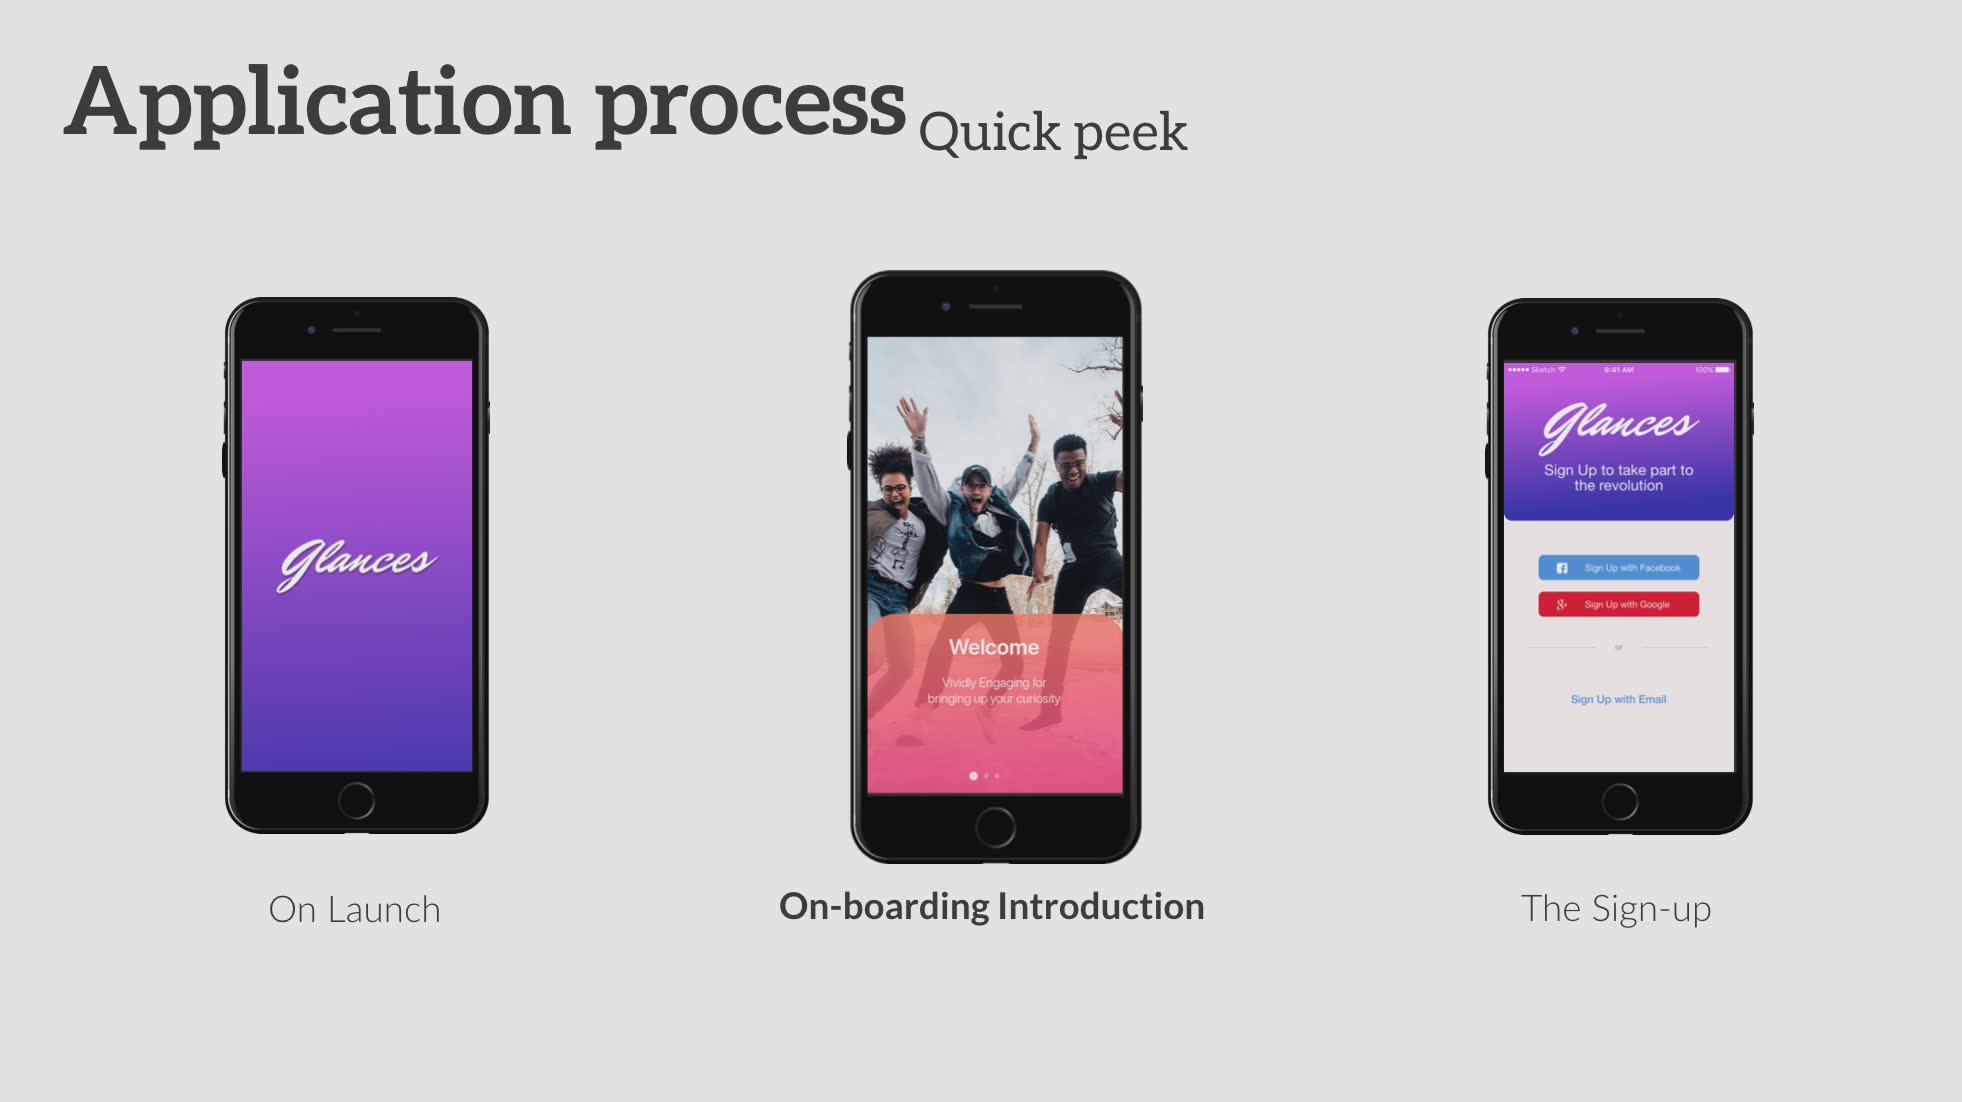 Application process Quick peek
Glances
Welcome
Vividly Engaging for
bringing up your curiosity
Sketch 9:41 AM 100%
Glances
Sign Up to take part to
the revolution
Sign Up with Facebook
Sign Up with Google
or
Sign Up with Email
On Launch
On-boarding Introduction
The Sign-up